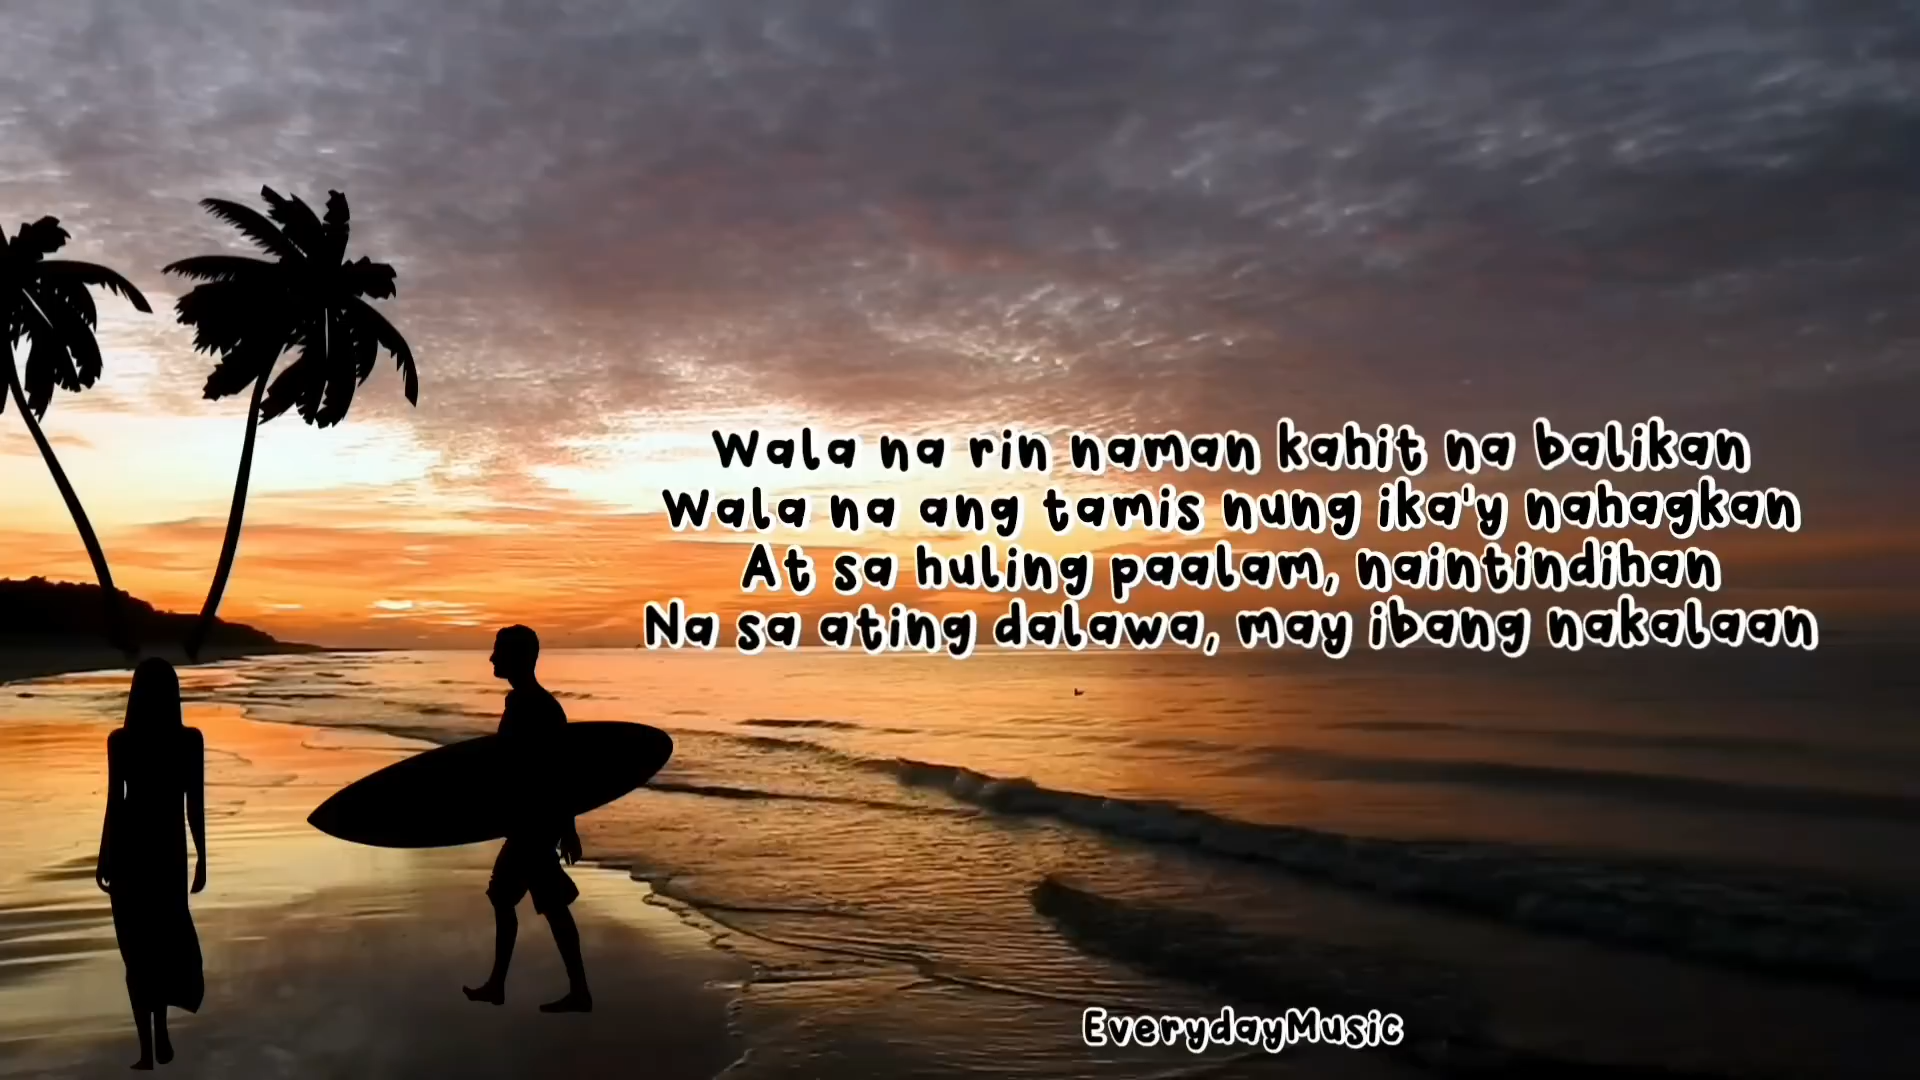 Wala na rin naman kahit na balikan
Wala na ang tamis nung ika'y nahagkan
At sa huling paalam, naintindihan
Na sa ating dalawa, may ibang nakalaan
EverydayMusic